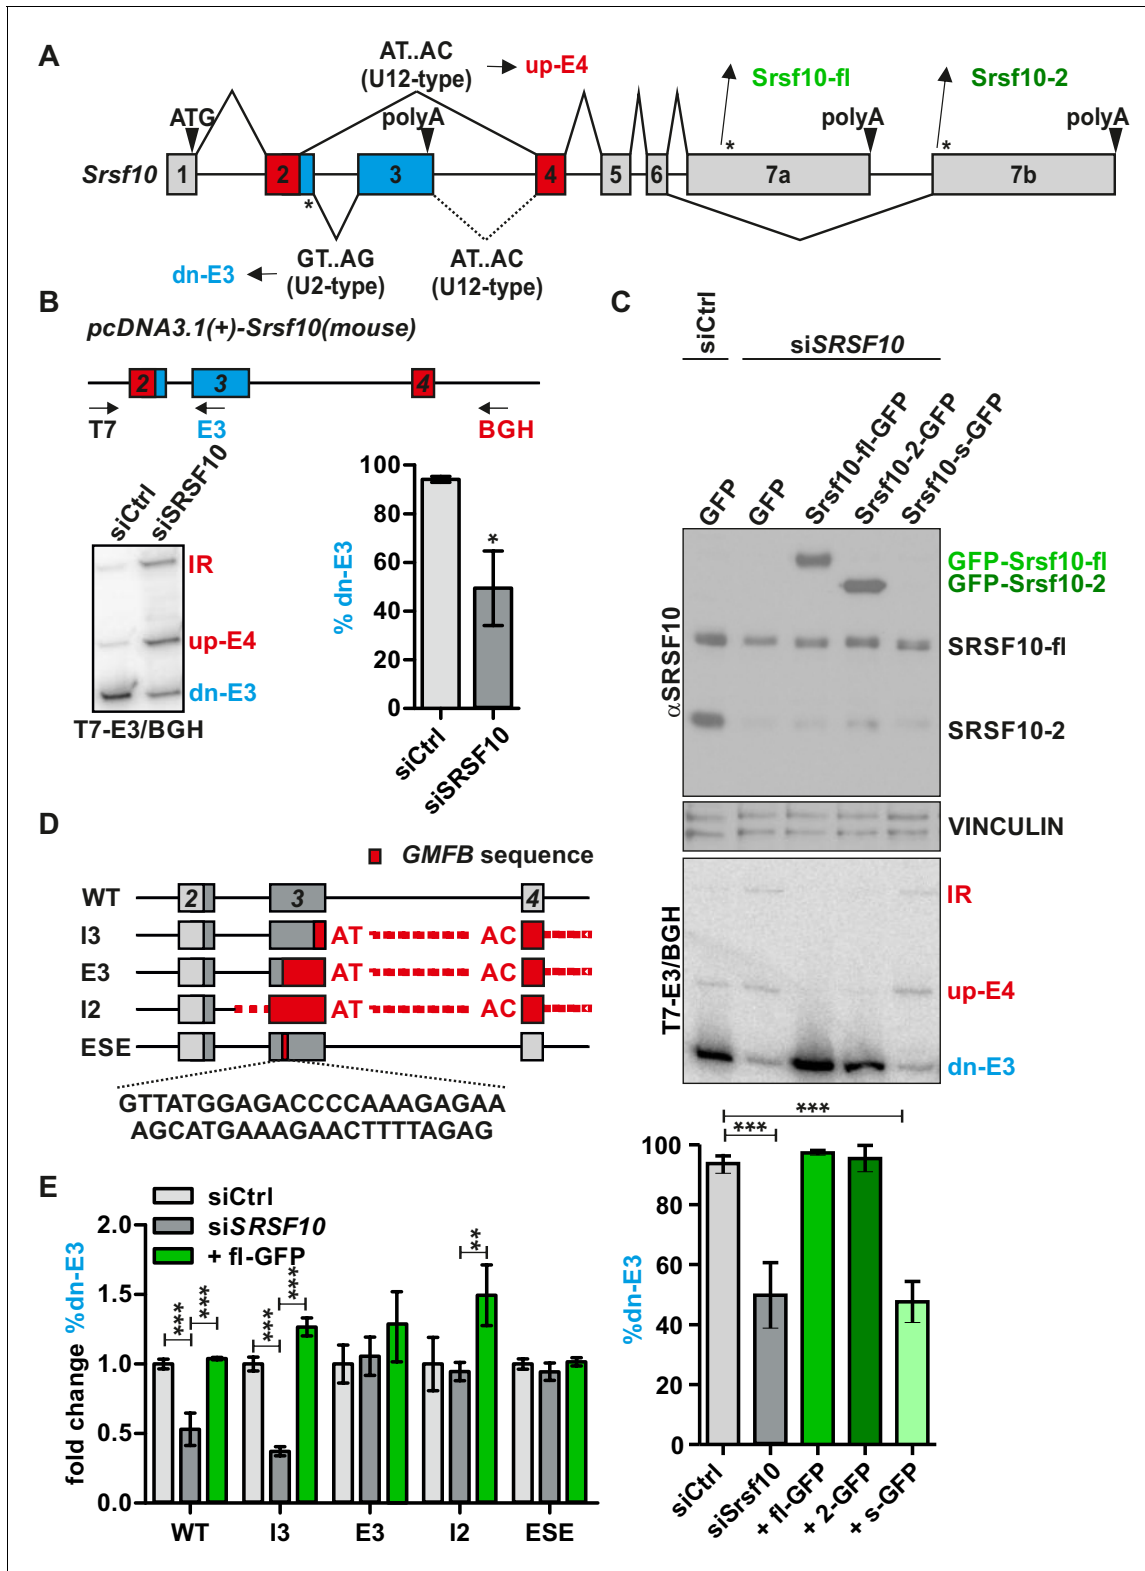 A
AT..AC
(U12-type)
up-E4
Srsf10-fl
Srsf10-2
ATG
polyA
polyA
polyA
*
*
Srsf10
1
2
3
4
5
6
7a
7b
*
GT..AG
(U2-type)
dn-E3
AT..AC
(U12-type)
B
pcDNA3.1(+)-Srsf10(mouse)
2
3
4
T7
E3
BGH
siCtrl
siSRSF10
IR
up-E4
dn-E3
T7-E3/BGH
% dn-E3
100
80
60
40
20
0
*
siCtrl
siSRSF10
C
siCtrl
siSRSF10
GFP
GFP
Srsf10-fl-GFP
Srsf10-2-GFP
Srsf10-s-GFP
αSRSF10
GFP-Srsf10-fl
GFP-Srsf10-2
SRSF10-fl
SRSF10-2
VINCULIN
T7-E3/BGH
IR
up-E4
dn-E3
***
***
%dn-E3
100
80
60
40
20
0
siCtrl
siSrsf10
+ fl-GFP
+ 2-GFP
+ s-GFP
D
GMFB sequence
WT
2
3
4
I3
AT
AC
E3
AT
AC
I2
AT
AC
ESE
GTTATGGAGACCCCAAAGAGAA
AGCATGAAAGAACTTTTAGAG
E
siCtrl
siSRSF10
+ fl-GFP
fold change %dn-E3
2.0
1.5
1.0
0.5
0.0
***
***
***
***
**
WT
I3
E3
I2
ESE